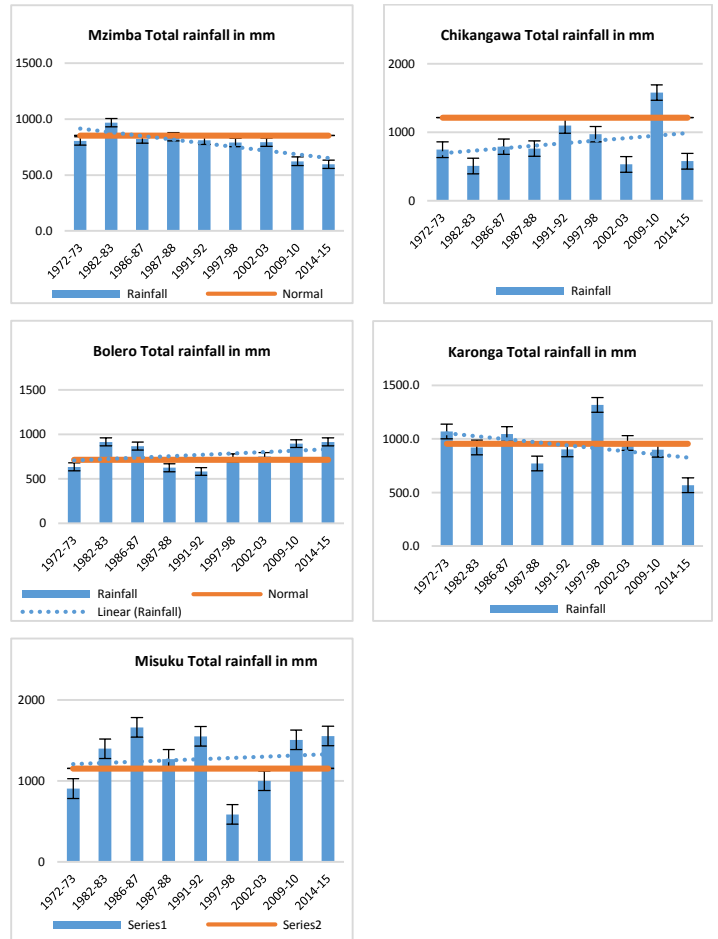 Mzimba Total rainfall in mm
1500.0
1000.0
500.0
0.0
1972-73 1982-83 1986-87 1987-88 1991-92 1997-98 2002-03 2009-10 2014-15
Rainfall Normal
Chikangawa Total rainfall in mm
2000
1000
0
1972-73 1982-83 1986-87 1987-88 1991-92 1997-98 2002-03 2009-10 2014-15
Rainfall
Bolero Total rainfall in mm
1500
1000
500
0
1972-73 1982-83 1986-87 1987-88 1991-92 1997-98 2002-03 2009-10 2014-15
Rainfall Normal
Linear (Rainfall)
Karonga Total rainfall in mm
1500.0
1000.0
500.0
0.0
1972-73 1982-83 1986-87 1987-88 1991-92 1997-98 2002-03 2009-10 2014-15
Rainfall
Misuku Total rainfall in mm
2000
1000
0
1972-73 1982-83 1986-87 1987-88 1991-92 1997-98 2002-03 2009-10 2014-15
Series1 Series2